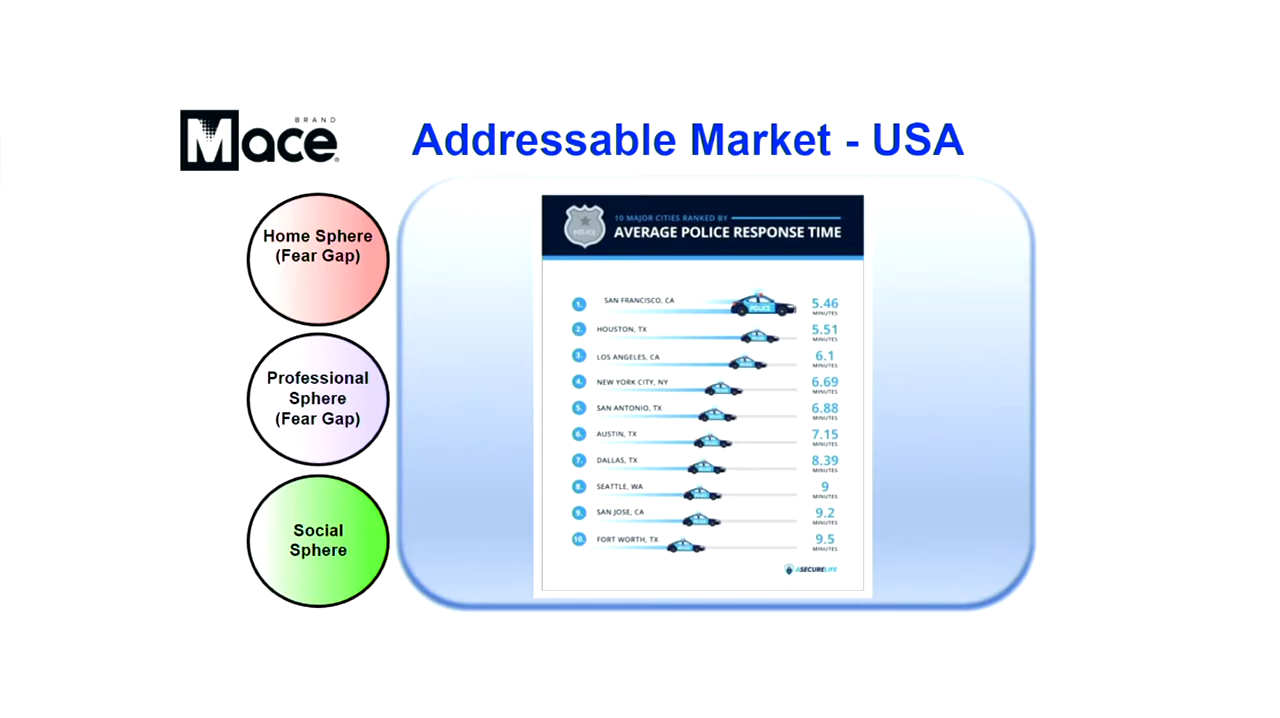 BRAND
Mace®
Addressable Market - USA
Home Sphere
(Fear Gap)
Professional
Sphere
(Fear Gap)
Social
Sphere
POLICE
10 MAJOR CITIES RANKED BY
AVERAGE POLICE RESPONSE TIME
1. SAN FRANCISCO, CA POLICE 5.46
MINUTES
2. HOUSTON, TX 5.51
MINUTES
3. LOS ANGELES, CA 6.1
MINUTES
4. NEW YORK CITY, NY 6.69
MINUTES
5. SAN ANTONIO, TX 6.88
MINUTES
6. AUSTIN, TX 7.15
MINUTES
7. DALLAS, TX 8.39
MINUTES
8. SEATTLE, WA 9
MINUTES
9. SAN JOSE, CA 9.2
MINUTES
10. FORT WORTH, TX 9.5
MINUTES
ASECURELIFE